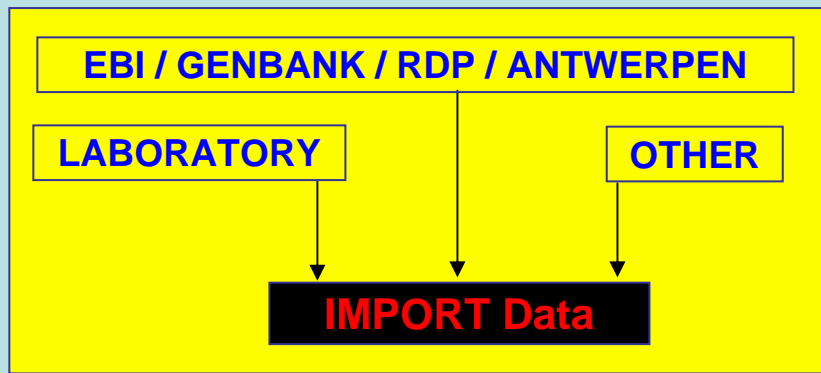 EBI / GENBANK / RDP / ANTWERPEN
LABORATORY
OTHER
IMPORT Data